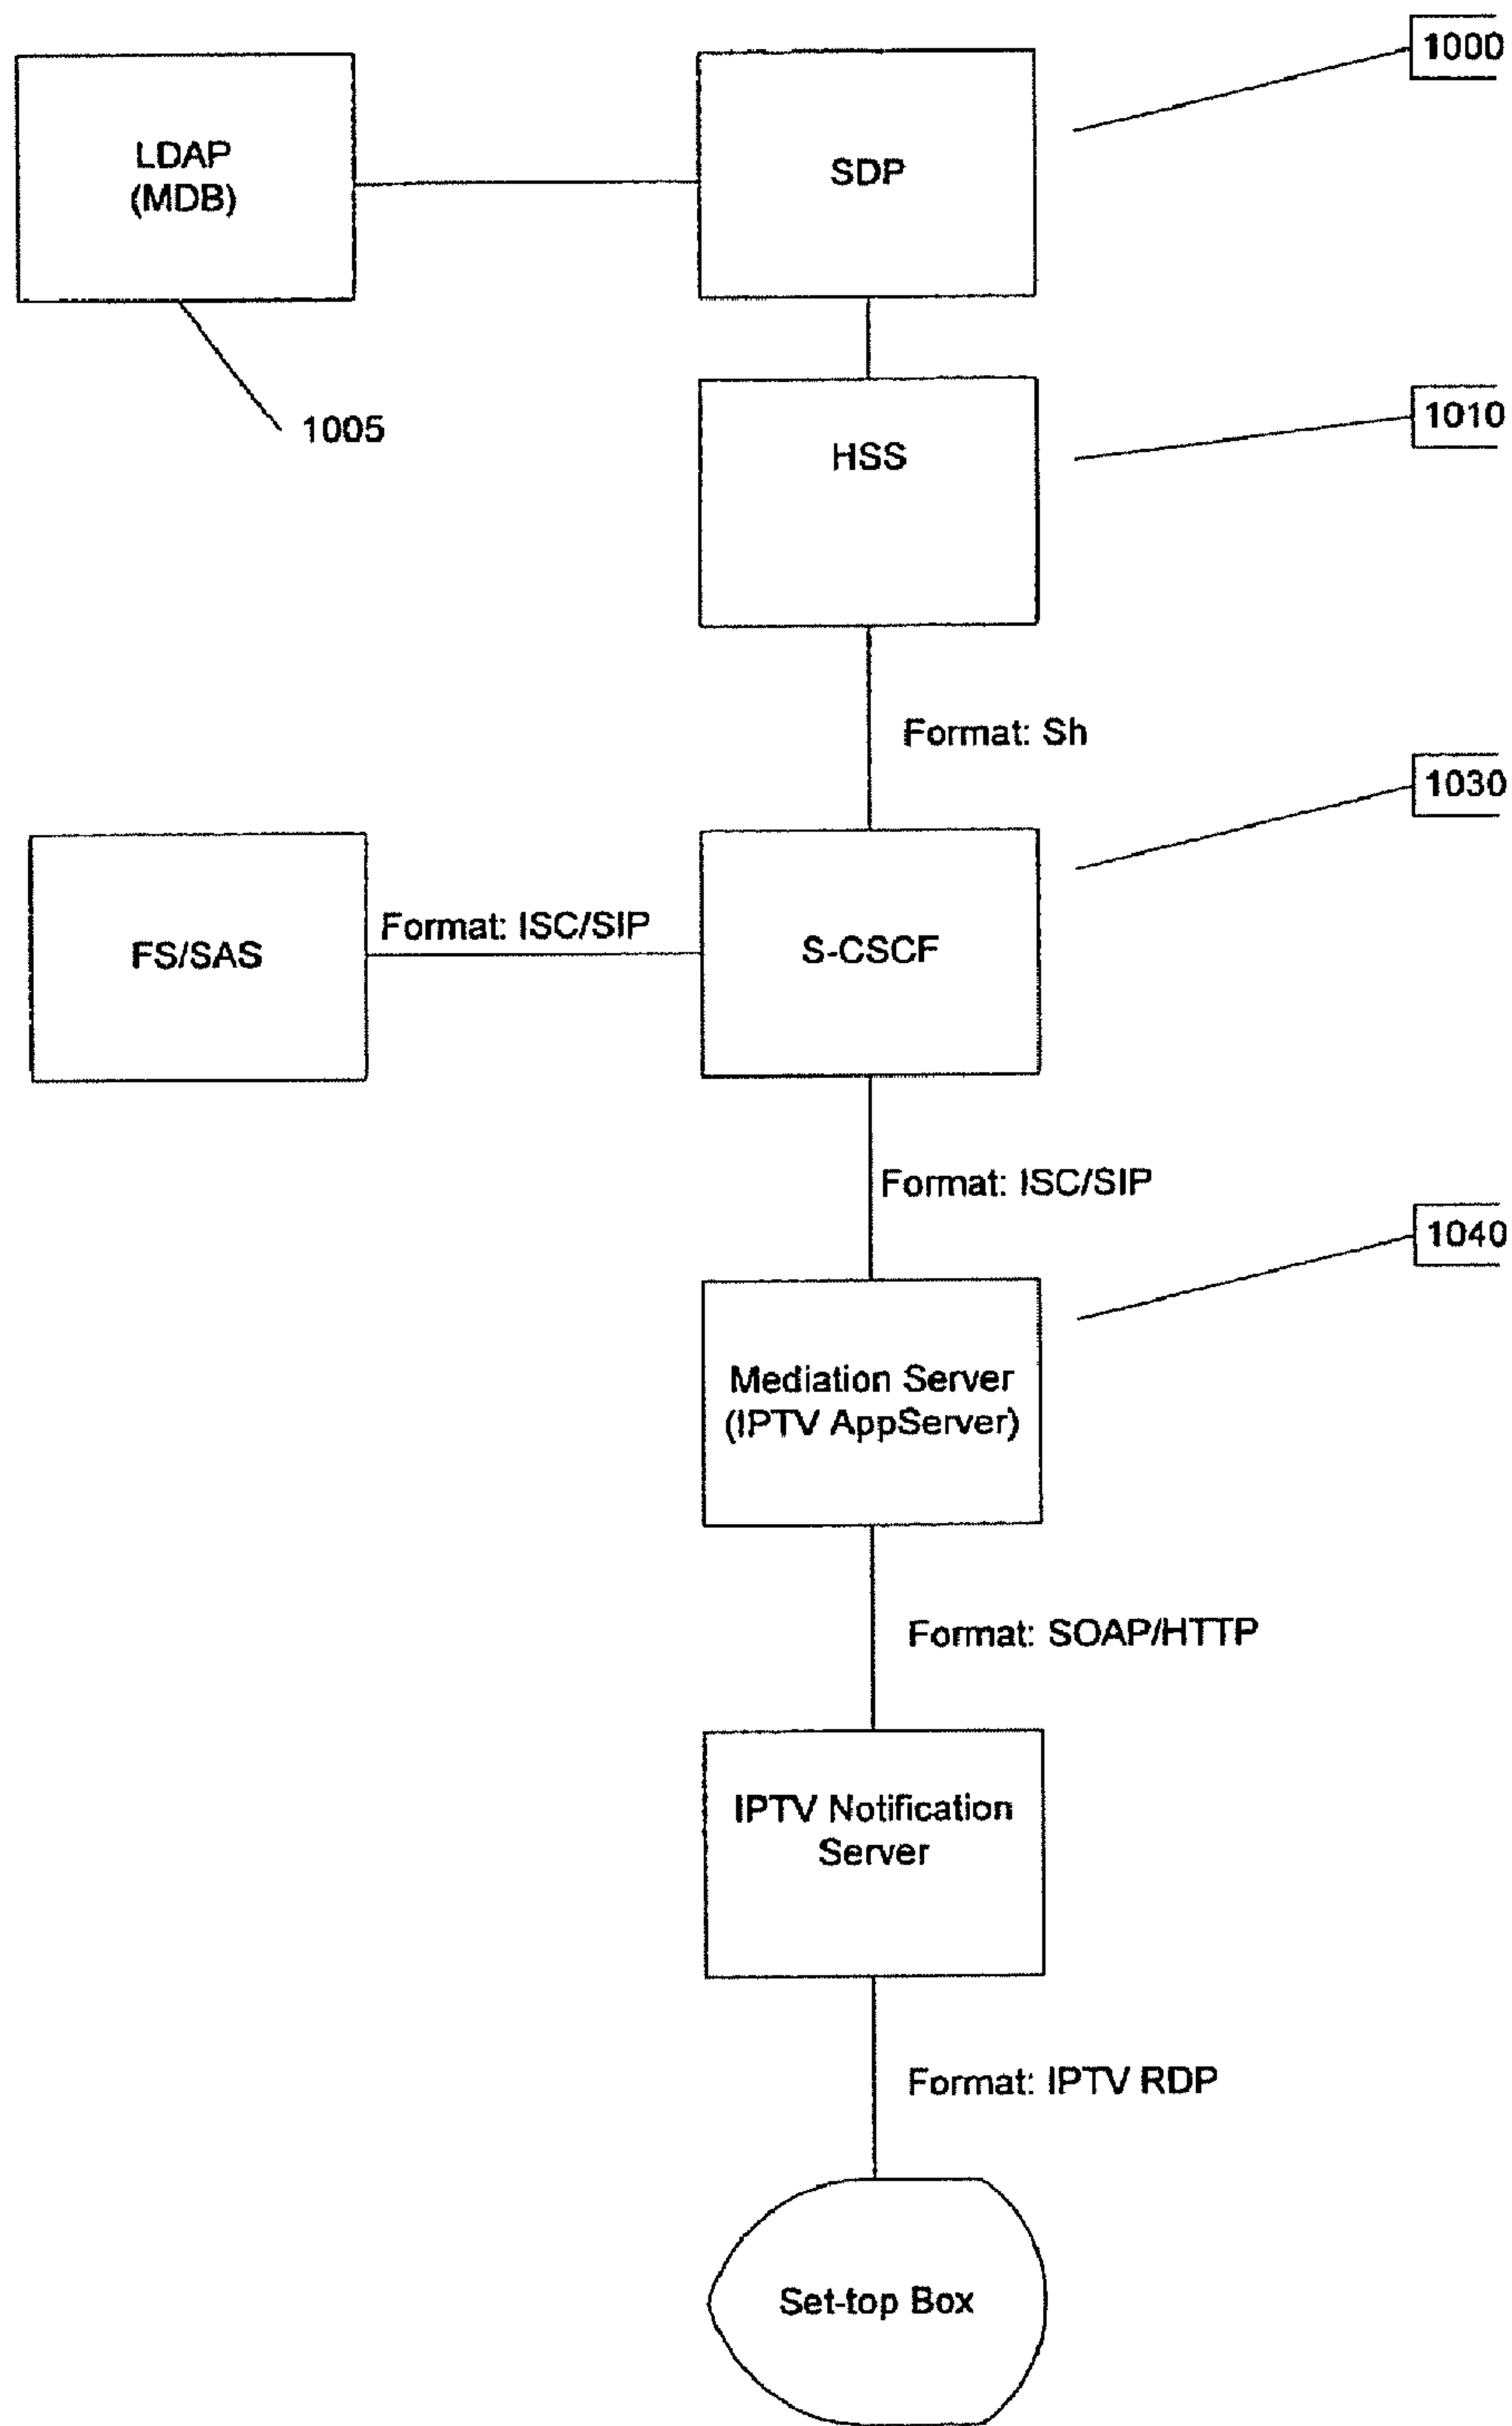 1000
LDAP
(MDB)
SDP
1005
1010
HSS
Format: Sh
1030
FS/SAS
Format: ISC/SIP
S-CSCF
Format: ISC/SIP
1040
Mediation Server
(IPTV AppServer)
Format: SOAP/HTTP
IPTV Notification
Server
Format: IPTV RDP
Set-top Box